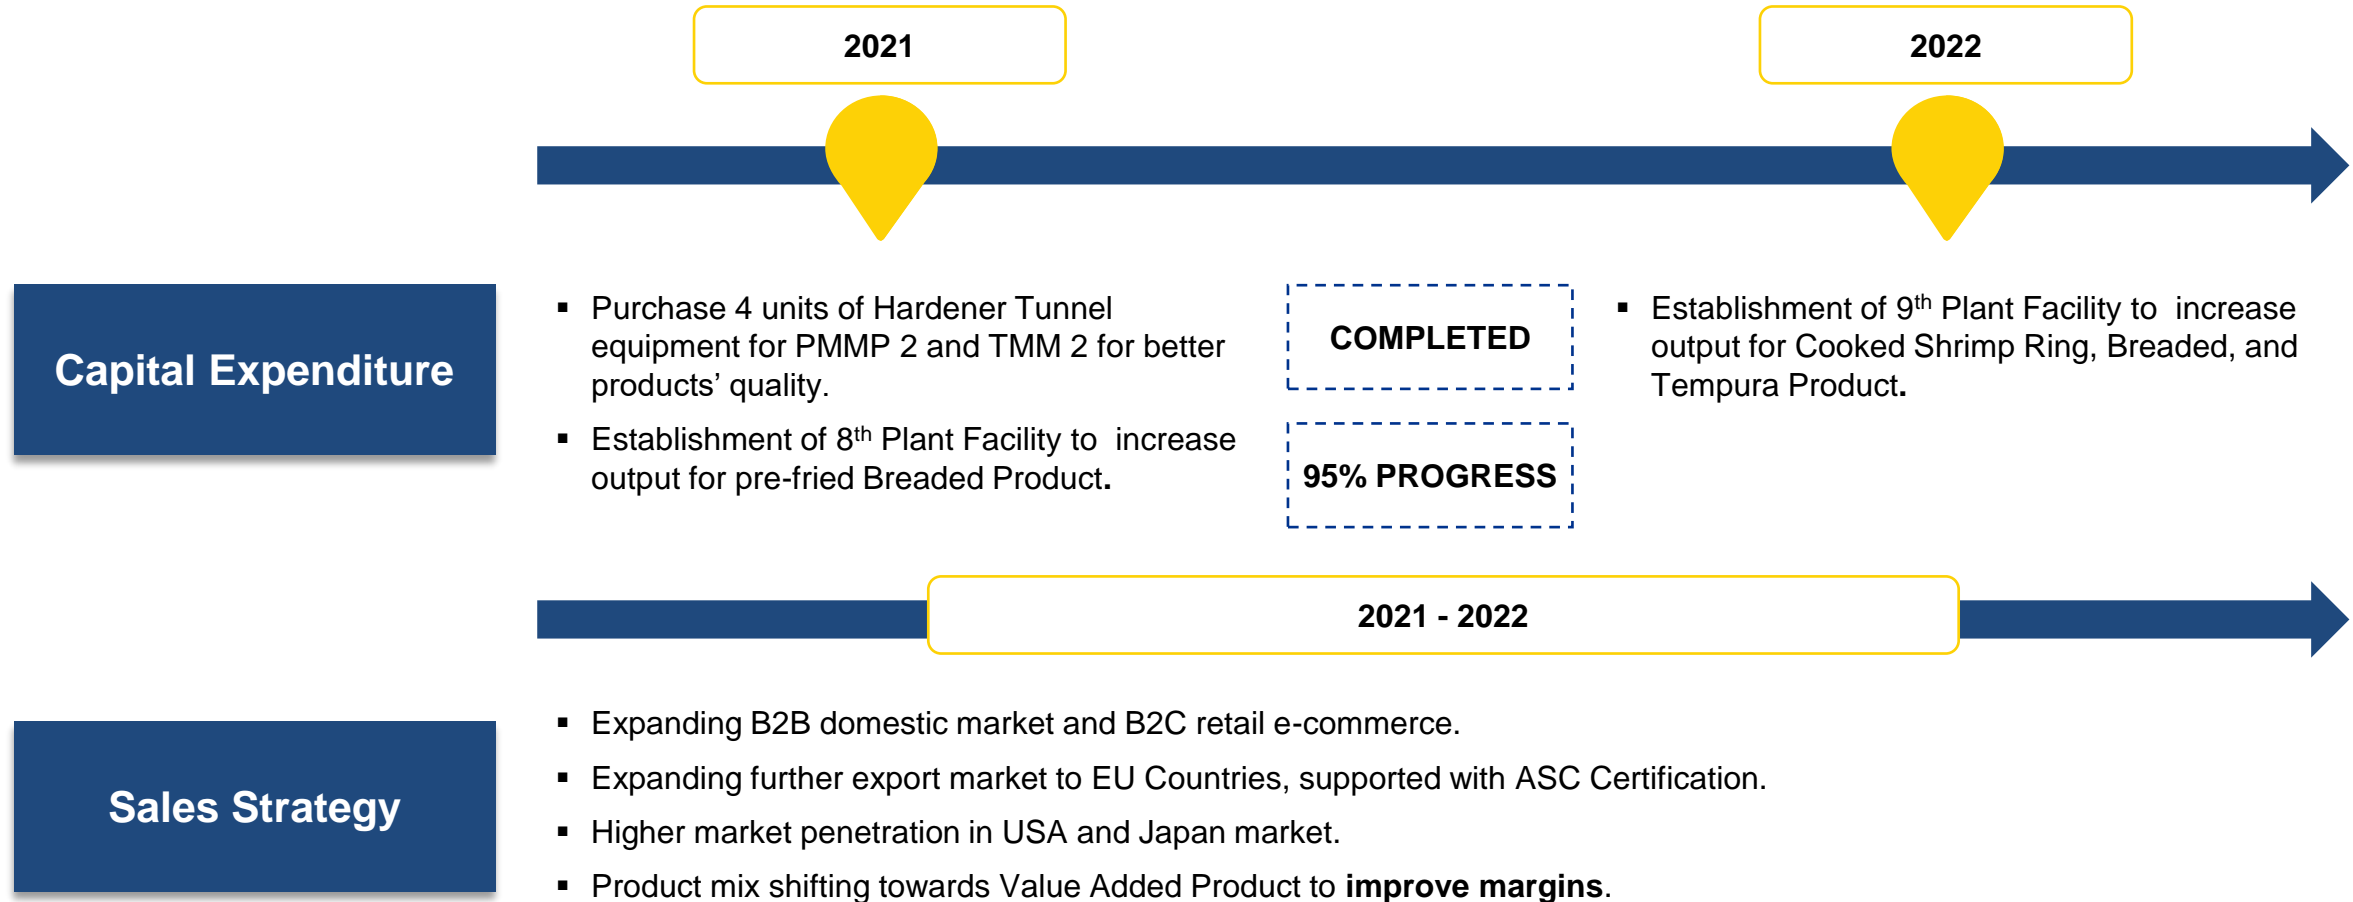 2021
2022
Capital Expenditure
▪ Purchase 4 units of Hardener Tunnel
equipment for PMMP 2 and TMM 2 for better
products’ quality.
▪ Establishment of 8th Plant Facility to  increase
output for pre-fried Breaded Product.
COMPLETED
95% PROGRESS
▪ Establishment of 9th Plant Facility to  increase
output for Cooked Shrimp Ring, Breaded, and
Tempura Product.
2021 - 2022
Sales Strategy
▪ Expanding B2B domestic market and B2C retail e-commerce.
▪ Expanding further export market to EU Countries, supported with ASC Certification.
▪ Higher market penetration in USA and Japan market.
▪ Product mix shifting towards Value Added Product to improve margins.